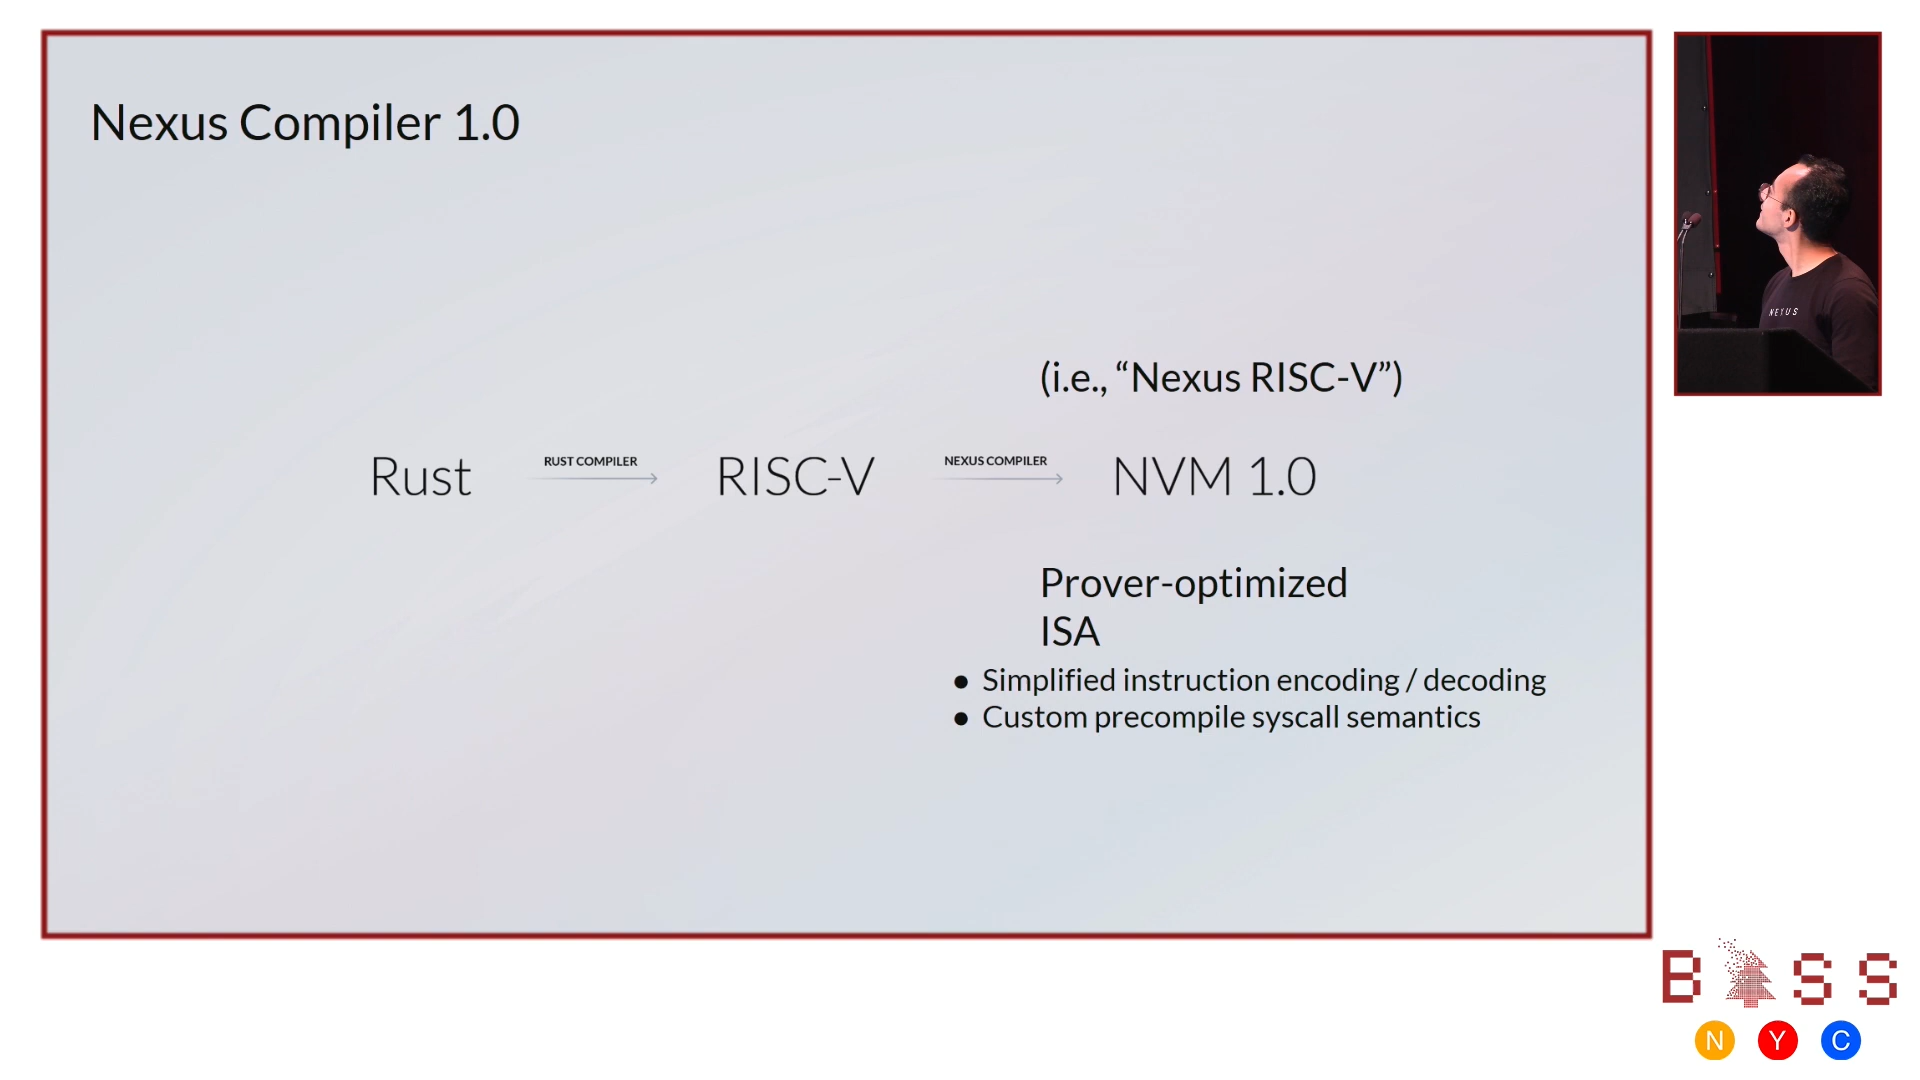 Nexus Compiler 1.0
(i.e., “Nexus RISC-V”)
Rust
RUST COMPILER
RISC-V
NEXUS COMPILER
NVM 1.0
Prover-optimized
ISA
● Simplified instruction encoding / decoding
● Custom precompile syscall semantics
NEXUS
B SS
N Y C